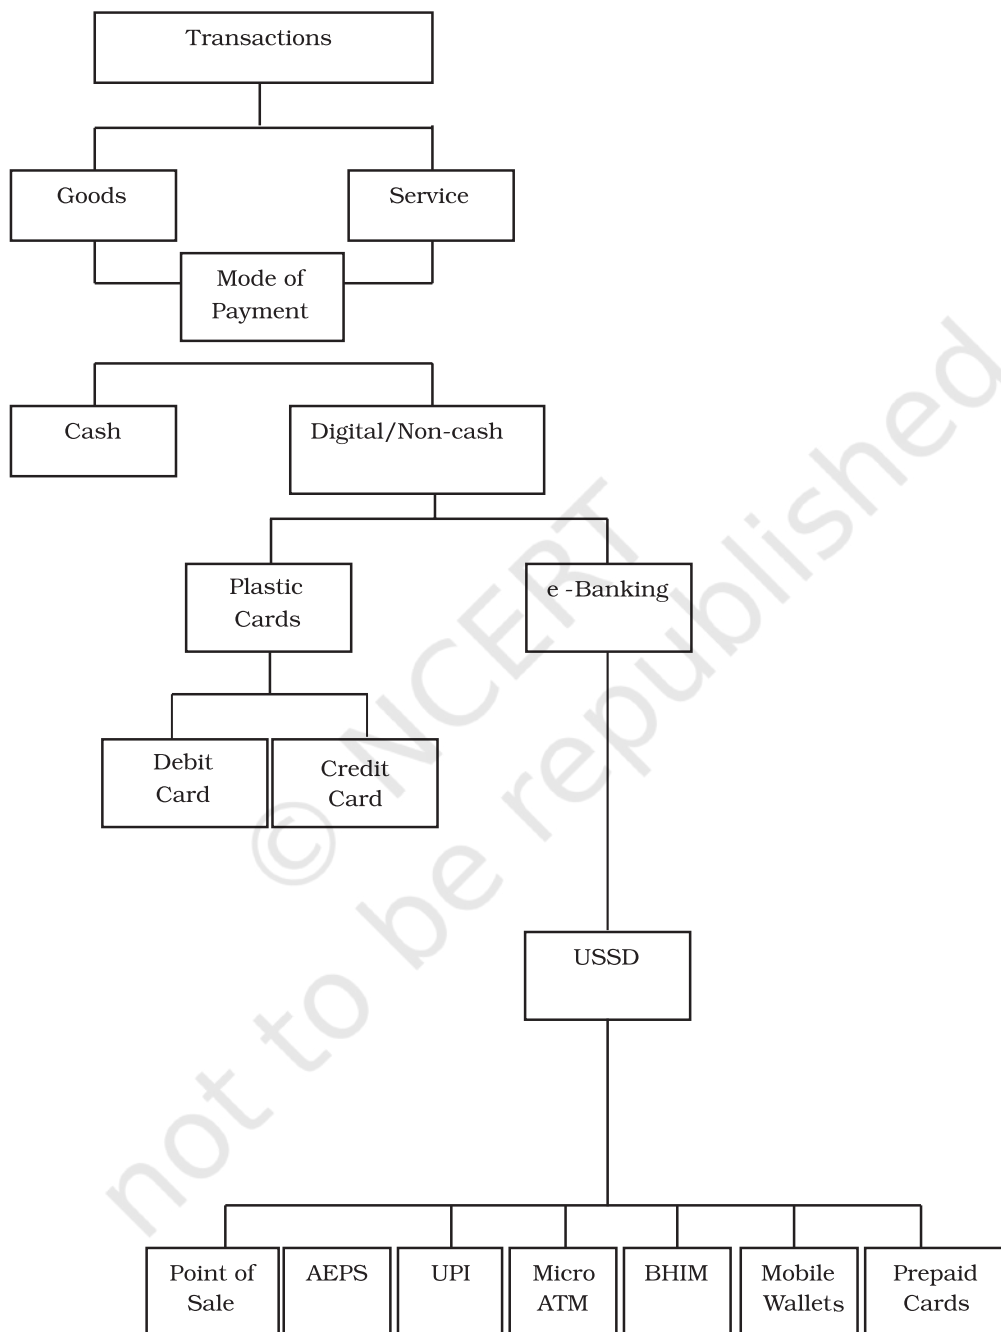 Transactions
Goods
Service
Mode of
Payment
Cash
Digital/Non-cash
Plastic
Cards
e -Banking
Debit
Card
Credit
Card
USSD
Point of
Sale
AEPS
UPI
Micro
ATM
BHIM
Mobile
Wallets
Prepaid
Cards
© NCERT
not to be republished